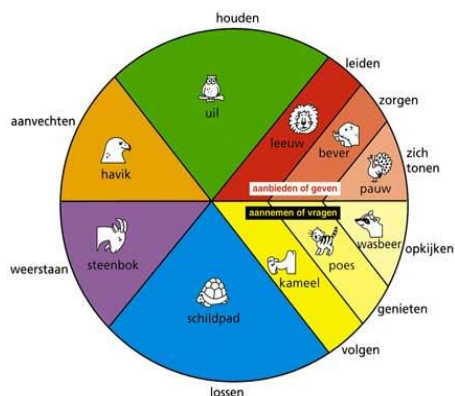 houden
leiden
zorgen
zich
tonen
opkijken
genieten
volgen
lossen
weerstaan
aanvechten
uil
leeuw
bever
pauw
aanbieden of geven
aannemen of vragen
wasbeer
poes
kameel
schildpad
steenbok
havik